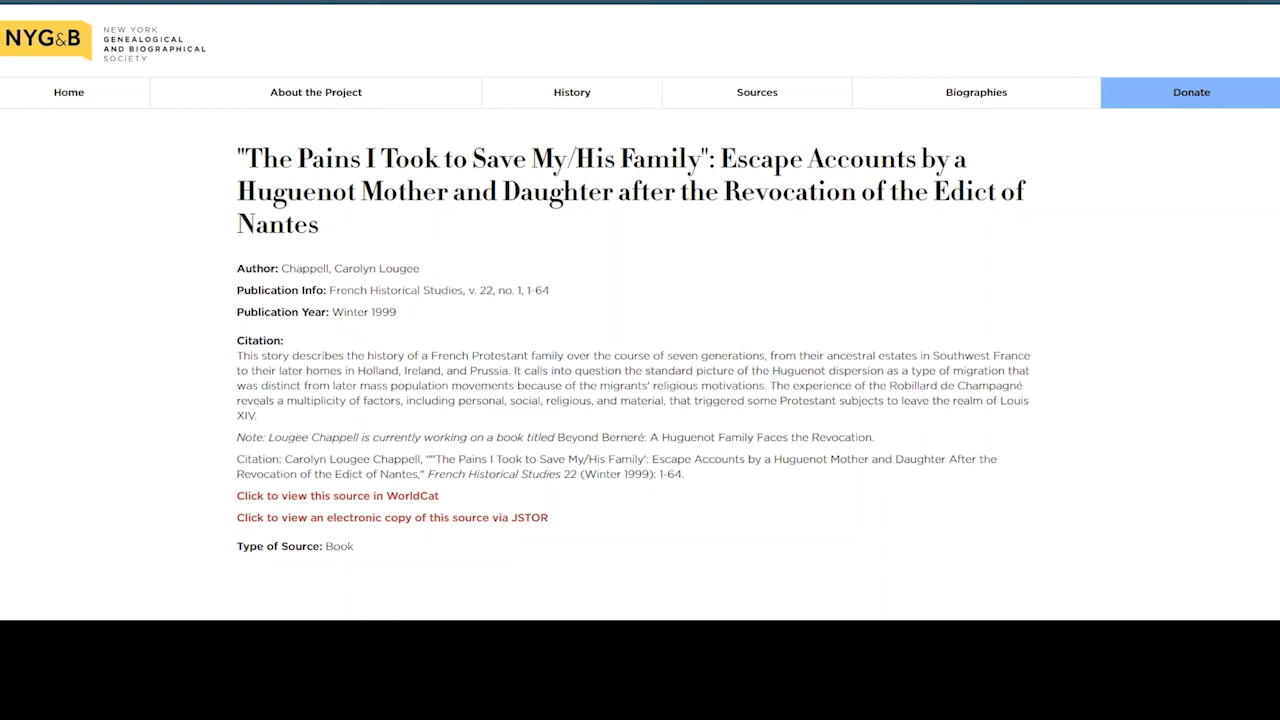 NYG&B
NEW YORK
GENEALOGICAL
AND BIOGRAPHICAL
SOCIETY
Home
About the Project
History
Sources
Biographies
Donate
"The Pains I Took to Save My/His Family": Escape Accounts by a
Huguenot Mother and Daughter after the Revocation of the Edict of
Nantes
Author: Chappell, Carolyn Lougee
Publication Info: French Historical Studies, v. 22, no. 1, 1-64
Publication Year: Winter 1999
Citation:
This story describes the history of a French Protestant family over the course of seven generations, from their ancestral estates in Southwest France
to their later homes in Holland, Ireland, and Prussia. It calls into question the standard picture of the Huguenot dispersion as a type of migration that
was distinct from later mass population movements because of the migrants' religious motivations. The experience of the Robillard de Champagné
reveals a multiplicity of factors, including personal, social, religious, and material, that triggered some Protestant subjects to leave the realm of Louis
XIV.
Note: Lougee Chappell is currently working on a book titled Beyond Berneré: A Huguenot Family Faces the Revocation.
Citation: Carolyn Lougee Chappell, "“The Pains I Took to Save My/His Family’: Escape Accounts by a Huguenot Mother and Daughter After the
Revocation of the Edict of Nantes,” French Historical Studies 22 (Winter 1999): 1-64.
Click to view this source in WorldCat
Click to view an electronic copy of this source via JSTOR
Type of Source: Book